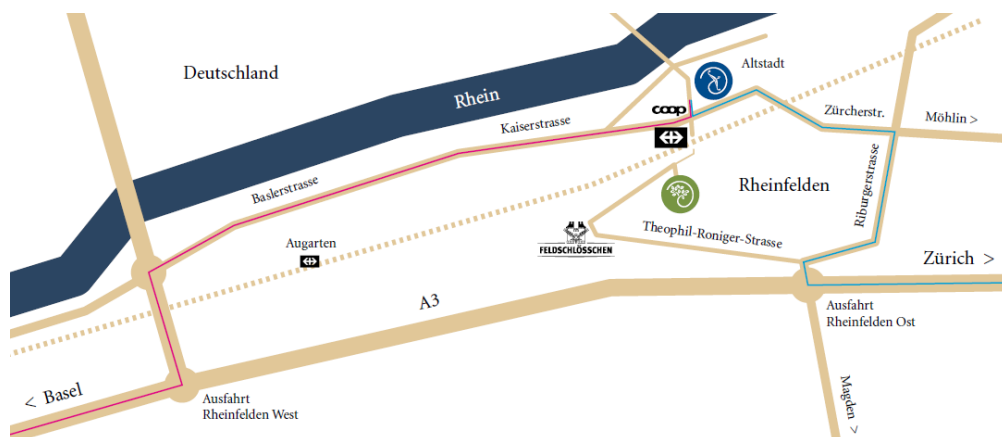 Deutschland
Rhein
Altstadt
coop
Kaiserstrasse
Zürcherstr.
Möhlin >
Baslerstrasse
Rheinfelden
Riburgerstrasse
Theophil-Roniger-Strasse
Augarten
FELDSCHLÖSSCHEN
Zürich >
A3
Ausfahrt
Rheinfelden Ost
< Basel
Ausfahrt
Rheinfelden West
Magden >